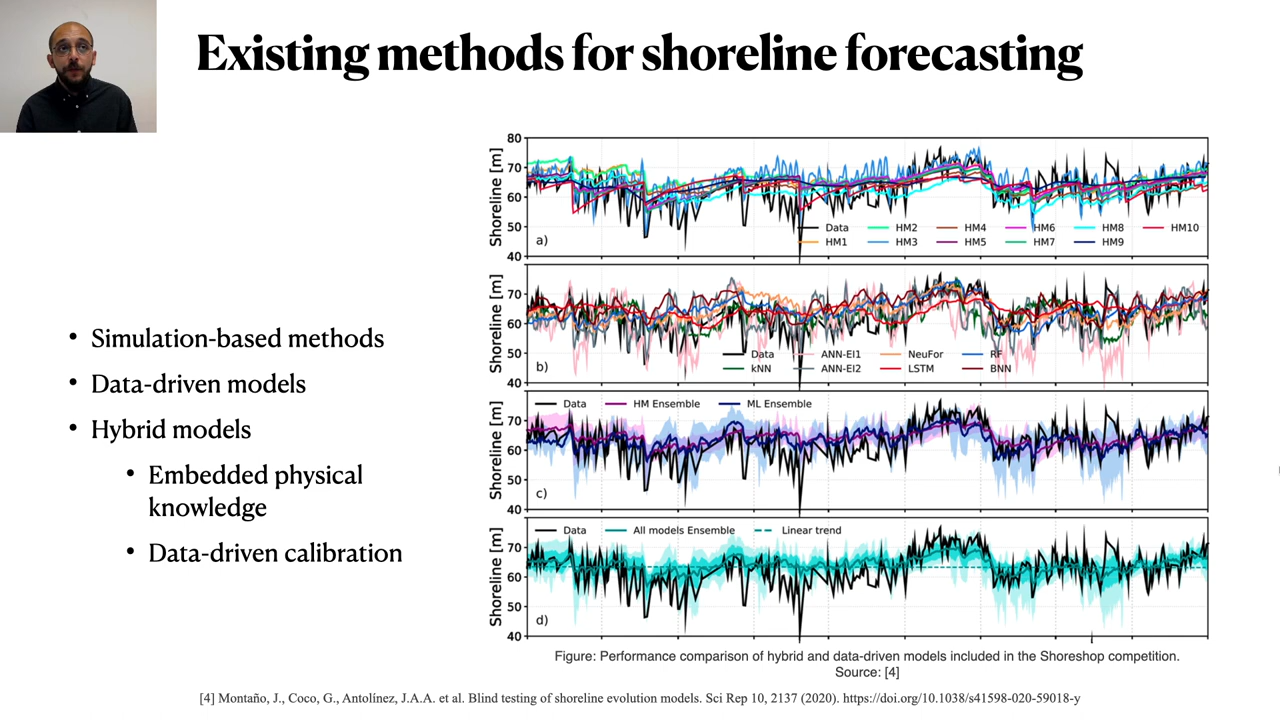 Existing methods for shoreline forecasting
• Simulation-based methods
• Data-driven models
• Hybrid models
• Embedded physical
knowledge
• Data-driven calibration
80
70
60
50
40
Shoreline [m]
a)
Data HM2 HM4 HM6 HM8 HM10
HM1 HM3 HM5 HM7 HM9
70
60
50
40
Shoreline [m]
b)
Data ANN-EI1 NeuFor RF
kNN ANN-EI2 LSTM BNN
Data HM Ensemble ML Ensemble
70
60
50
40
Shoreline [m]
c)
Data All models Ensemble Linear trend
70
60
50
40
Shoreline [m]
d)
Figure: Performance comparison of hybrid and data-driven models included in the Shoreshop competition.
Source: [4]
[4] Montaño, J., Coco, G., Antolínez, J.A.A. et al. Blind testing of shoreline evolution models. Sci Rep 10, 2137 (2020). https://doi.org/10.1038/s41598-020-59018-y